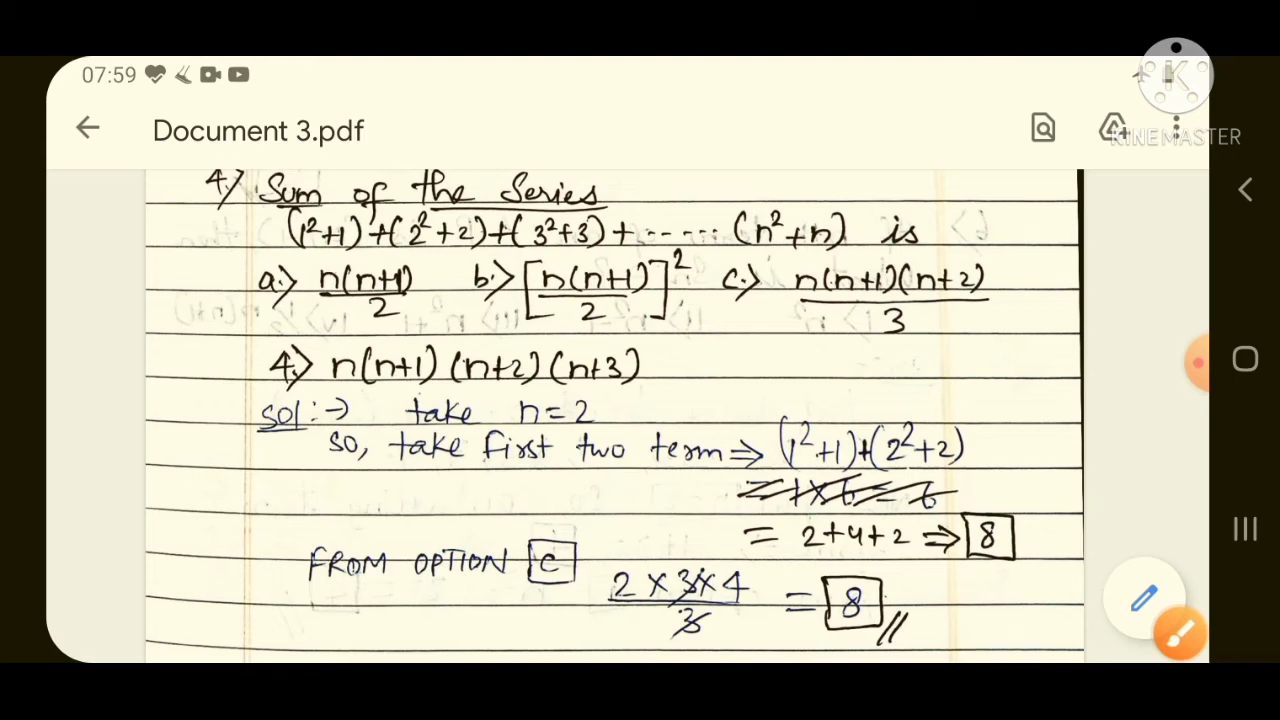 07:59
KINEMASTER
Document 3.pdf
4.) Sum of the Series
(1²+1)+(2²+2)+(3²+3)+...... (n²+n) is
a.) n(n+1)/2 b.) [n(n+1)/2]² c.) n(n+1)(n+2)/3
4.) n(n+1)(n+2)(n+3)
Sol :→ take n=2
so, take first two term ⇒ (1²+1)+(2²+2)
= 2+4+2 ⇒ 8
FROM OPTION C 2×3×4/3 = 8 //